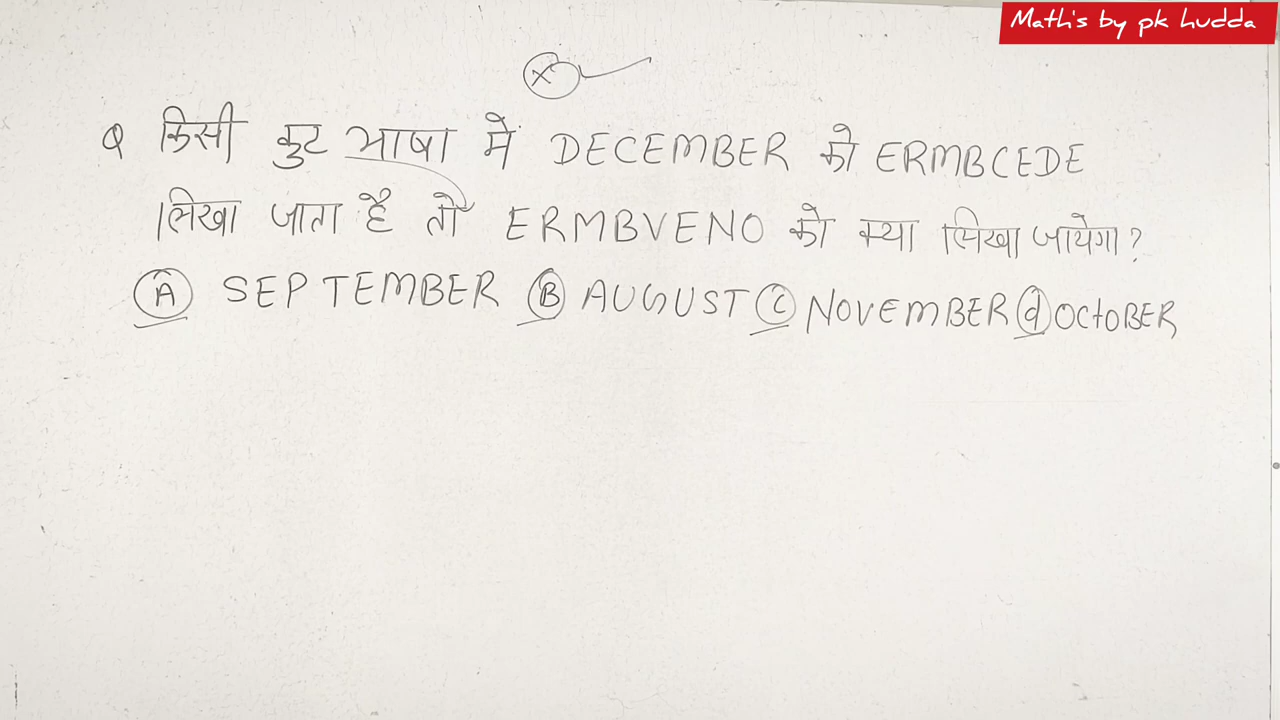 Math's by pk hudda
X
Q किसी कुट भाषा में DECEMBER को ERMBCEDE
लिखा जाता है तो ERMBVENO को क्या लिखा जायेगा?
(A) SEPTEMBER (B) AUGUST (C) NOVEMBER (d) OCtOBER